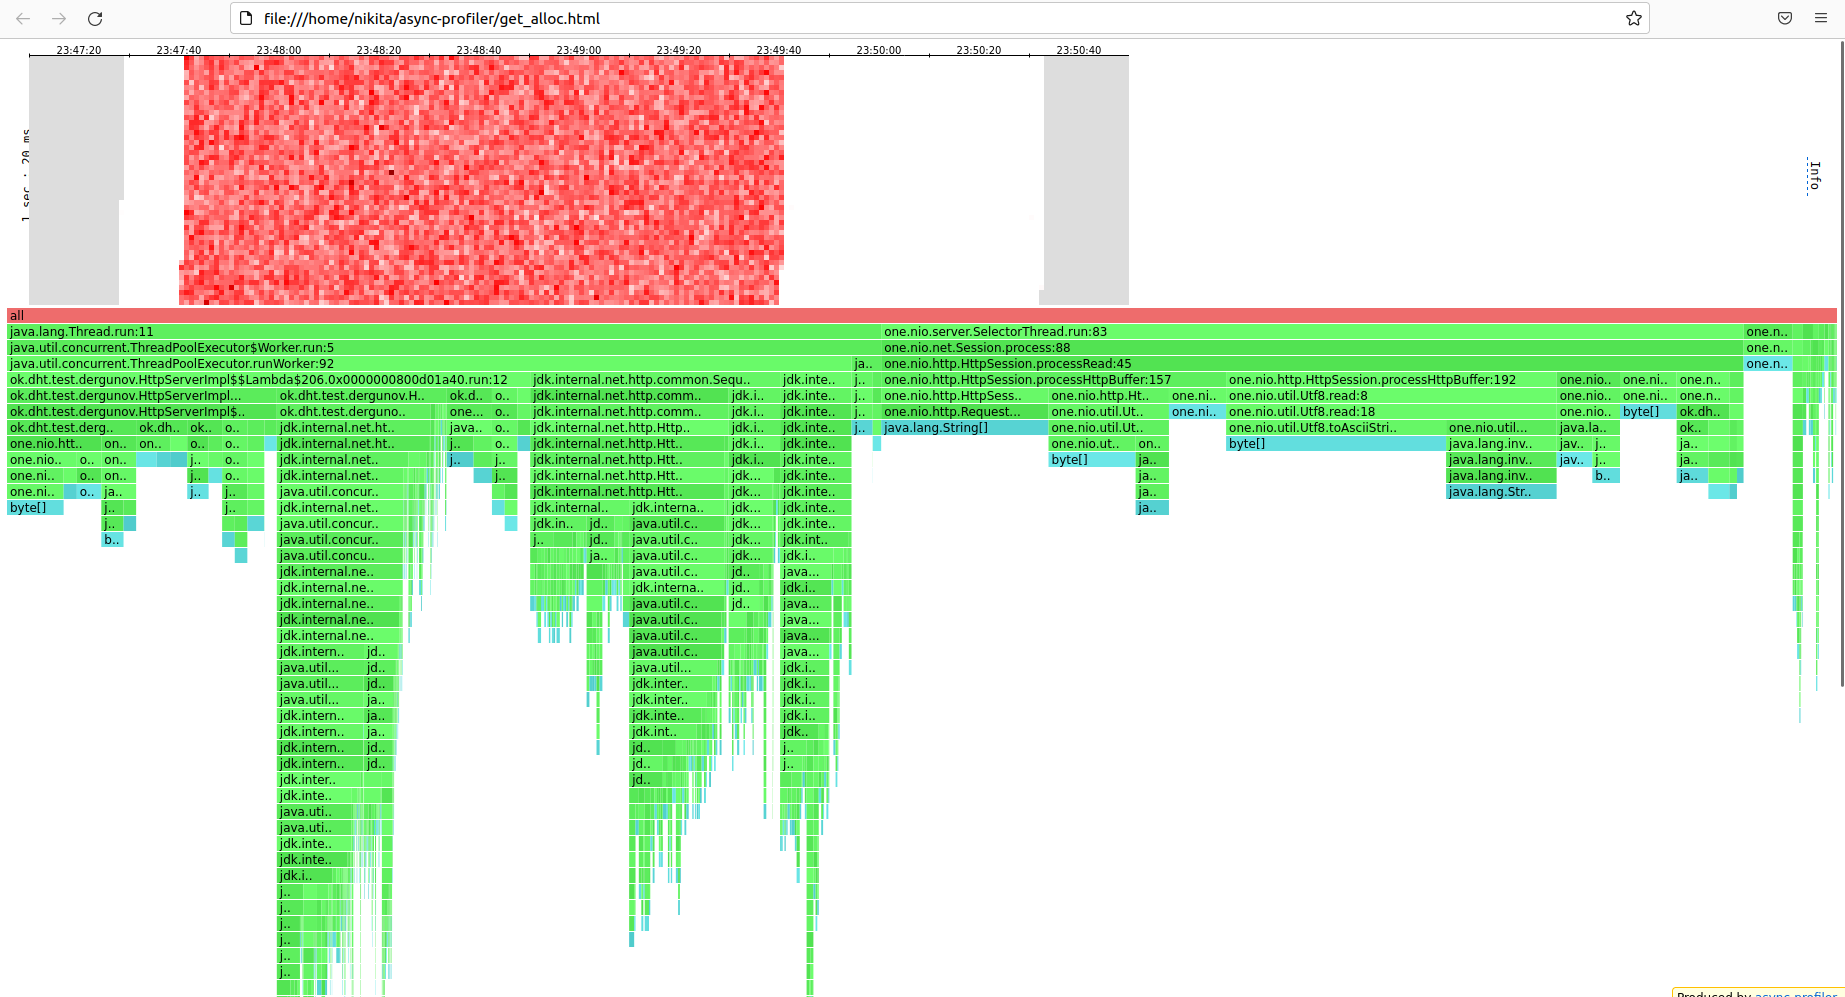 file:///home/nikita/async-profiler/get_alloc.html
23:47:20 23:47:40 23:48:00 23:48:20 23:48:40 23:49:00 23:49:20 23:49:40 23:50:00 23:50:20 23:50:40
1 sec : 20 ms
Info
all
java.lang.Thread.run:11 one.nio.server.SelectorThread.run:83 one.n..
java.util.concurrent.ThreadPoolExecutor$Worker.run:5 one.nio.net.Session.process:88 one.n..
java.util.concurrent.ThreadPoolExecutor.runWorker:92 ja.. one.nio.http.HttpSession.processRead:45 one.n..
ok.dht.test.dergunov.HttpServerImpl$$Lambda$206.0x0000000800d01a40.run:12 jdk.internal.net.http.common.Sequ.. jdk.inte.. j.. one.nio.http.HttpSession.processHttpBuffer:157 one.nio.http.HttpSession.processHttpBuffer:192 one.nio.. one.ni.. one.n..
ok.dht.test.dergunov.HttpServerImpl... ok.dht.test.dergunov.H.. ok.d.. o.. jdk.internal.net.http.comm.. jdk.i.. jdk.inte.. j.. one.nio.http.HttpSess.. one.nio.http.Ht.. one.ni.. one.nio.util.Utf8.read:8 one.nio.. one.ni.. one.n..
ok.dht.test.dergunov.HttpServerImpl$.. ok.dht.test.derguno.. one... o.. jdk.internal.net.http.comm.. jdk.i.. jdk.inte.. j.. one.nio.http.Request... one.nio.util.Ut.. one.ni.. one.nio.util.Utf8.read:18 one.nio.. byte[] ok.dh..
ok.dht.test.derg.. ok.dh.. ok.. o.. jdk.internal.net.ht.. java.. o.. jdk.internal.net.http.Http.. jdk.i.. jdk.inte.. j.. java.lang.String[] one.nio.util.Ut.. one.nio.util.Utf8.toAsciiStri.. one.nio.util... java.la.. ok..
one.nio.htt.. on.. on.. o.. o.. jdk.internal.net.ht.. j.. o.. jdk.internal.net.http.Htt.. jdk.i.. jdk.inte.. one.nio.ut.. on.. byte[] java.lang.inv.. java.. j.. ja..
one.nio.. o.. on.. j.. o.. jdk.internal.net.. j.. j.. jdk.internal.net.http.Htt.. jdk.i.. jdk.inte.. byte[] ja.. java.lang.inv.. jav.. j.. ja..
one.ni.. o.. on.. j.. o.. jdk.internal.net.. j.. jdk.internal.net.http.Htt.. jdk.i.. jdk.inte.. ja.. java.lang.inv.. b.. ja..
one.ni.. o.. ja.. j.. j.. java.util.concur.. jdk.internal.net.http.Htt.. jdk.i.. jdk.inte.. ja.. java.lang.Str..
byte[] j.. j.. jdk.internal.net.. jdk.internal.. jdk.interna.. jdk... jdk.inte.. ja..
j.. java.util.concur.. jdk.in.. jd.. java.util.c.. jdk... jdk.inte..
b.. java.util.concur.. j.. jd.. java.util.c.. jdk... jdk.int..
java.util.concu.. ja.. java.util.c.. jdk... jdk.i..
jdk.internal.ne.. java.util.c.. jd.. java...
jdk.internal.ne.. jdk.interna.. jd.. jdk.i..
jdk.internal.ne.. java.util.c.. jd.. java...
jdk.internal.ne.. java.util.c.. java...
jdk.internal.ne.. java.util.c.. java...
jdk.intern.. jd.. java.util.c.. java...
java.util... jd.. java.util... jdk.i..
java.util... jd.. jdk.inter.. jdk.i..
java.util... ja.. jdk.inter.. jdk.i..
jdk.intern.. ja.. jdk.inte.. jdk.i..
jdk.intern.. ja.. jdk.int.. jdk..
jdk.intern.. jd.. jd.. j..
jdk.intern.. jd.. jd.. j..
jdk.inter.. jd..
jdk.inte..
java.uti..
java.uti..
jdk.inte..
jdk.inte..
jdk.i..
j..
j..
j..
j..
j..
j..
Produced by async-profiler